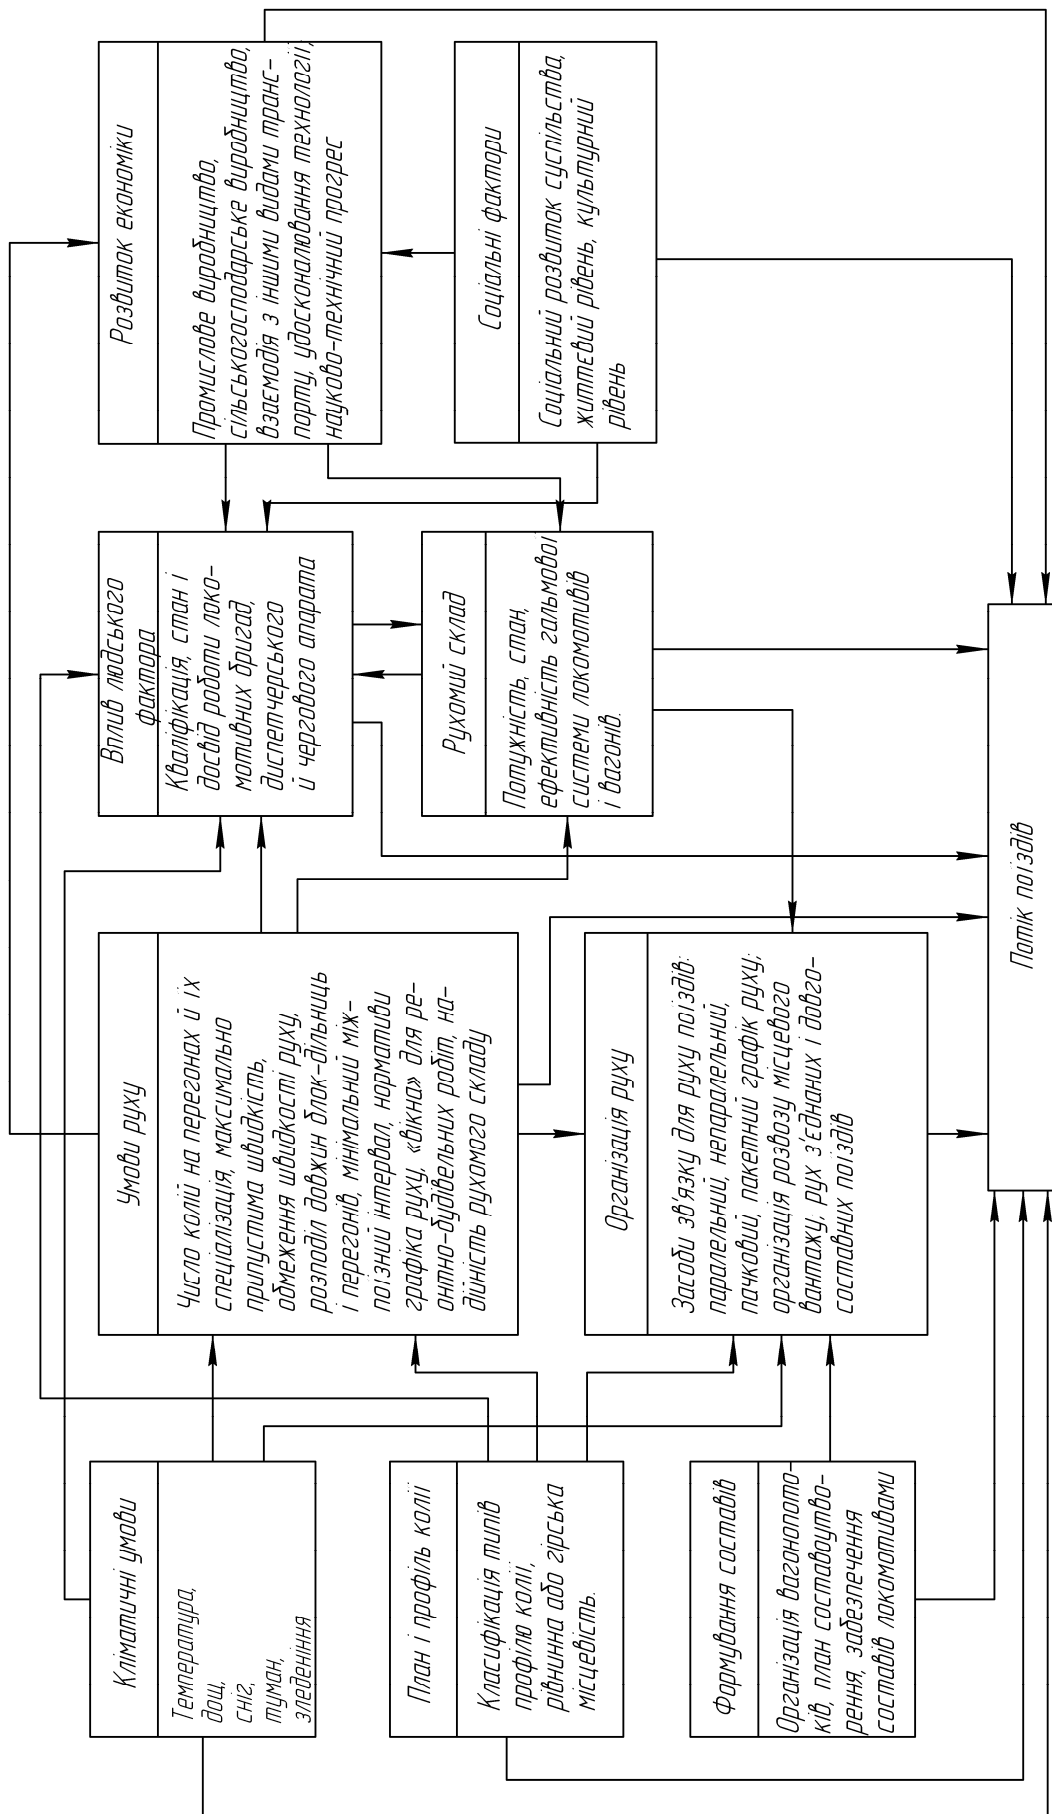 Кліматичні умови
Температура,
дощ,
сніг,
туман,
зледеніння
План і профіль колії
Класифікація типів
профілю колії,
рівнинна або гірська
місцевість.
Формування составів
Організація вагонопото-
ків, план составоутво-
рення, забезпечення
составів локомотивами
Умови руху
Число колій на перегонах й їх
спеціалізація, максимально
припустима швидкість,
обмеження швидкості руху,
розподіл довжин блок-дільниць
і перегонів, мінімальний між-
поїзний інтервал, нормативи
графіка руху, «вікна» для ре-
онтно-будівельних робіт, на-
дійність рухомого складу
Організація руху
Засоби зв'язку для руху поїздів:
паралельний, непаралельний,
пачковий, пакетний графік руху;
організація розвозу місцевого
вантажу, рух з'єднаних і довго-
составних поїздів
Вплив людського
фактора
Кваліфікація, стан і
досвід роботи локо-
мотивних бригад,
диспетчерського
й чергового апарата
Рухомий склад
Потужність, стан,
ефективність гальмової
системи локомотивів
і вагонів.
Розвиток економіки
Промислове виробництво,
сільськогосподарське виробництво,
взаємодія з іншими видами транс-
порту, удосконалювання технології,
науково-технічний прогрес
Соціальні фактори
Соціальний розвиток суспільства,
життєвий рівень, культурний
рівень
Потік поїздів